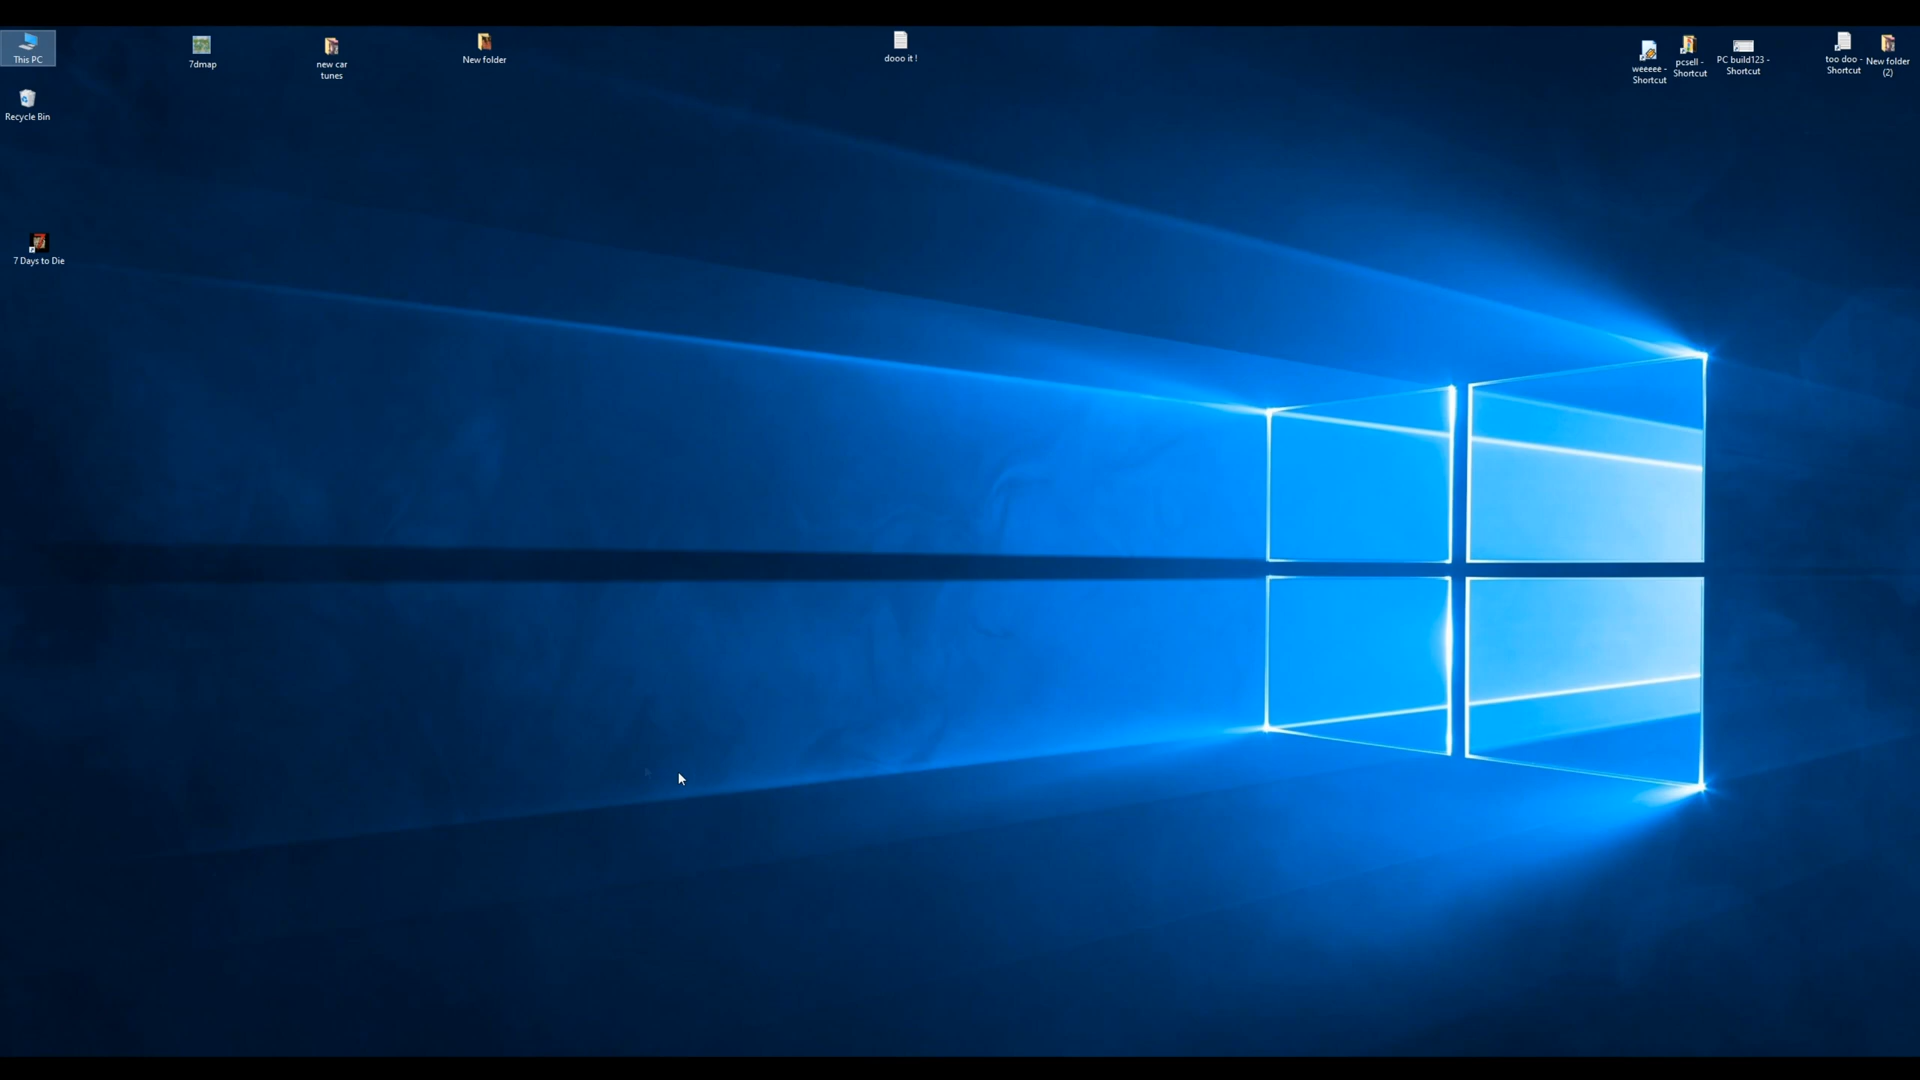 This PC
7dmap
new car
tunes
New folder
dooo it !
weeeee -
Shortcut
pcsell -
Shortcut
PC build123 -
Shortcut
too doo -
Shortcut
New folder
(2)
Recycle Bin
7 Days to Die